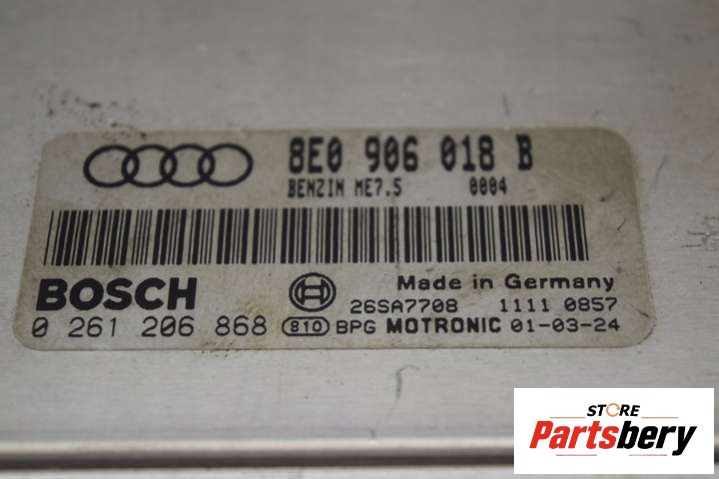 8E0 906 018 B
BENZIN ME7.5 0004
BOSCH
Made in Germany
26SA7708 1111 0857
0 261 206 868 810 BPG MOTRONIC 01-03-24
STORE
Partsbery